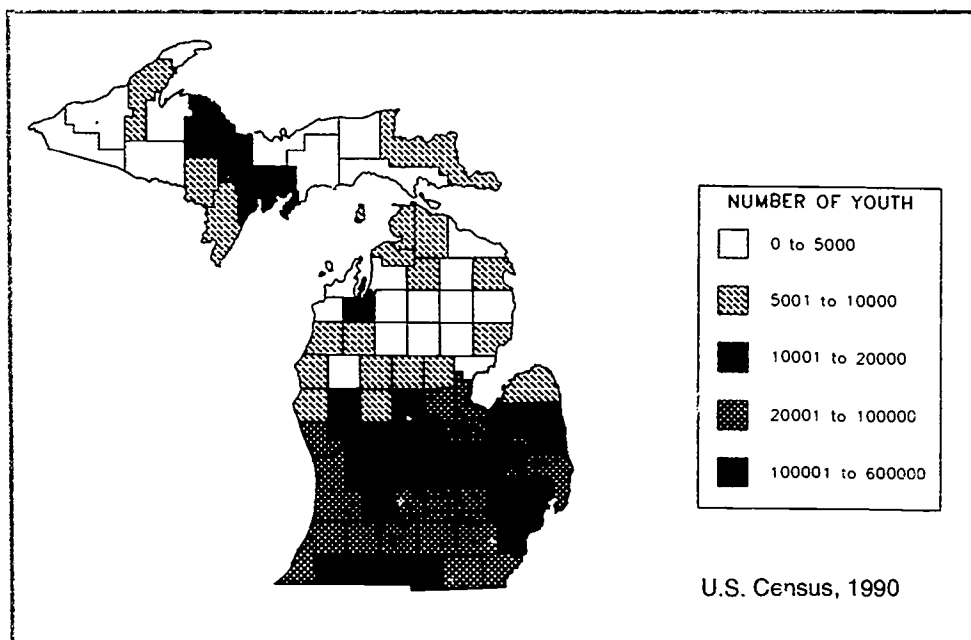 NUMBER OF YOUTH
0 to 5000
5001 to 10000
10001 to 20000
20001 to 100000
100001 to 600000
U.S. Census, 1990